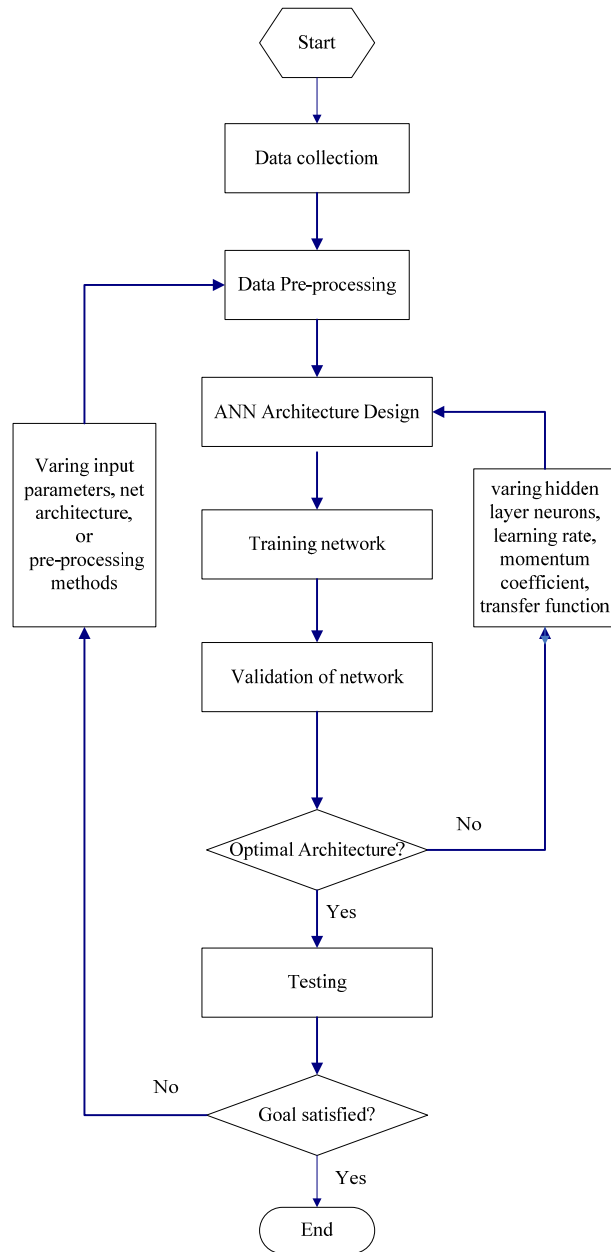 Start
Data collectiom
Data Pre-processing
ANN Architecture Design
Varing input
parameters, net
architecture,
or
pre-processing
methods
varing hidden
layer neurons,
learning rate,
momentum
coefficient,
transfer function
Training network
Validation of network
Optimal Architecture?
No
Yes
Testing
No
Goal satisfied?
Yes
End